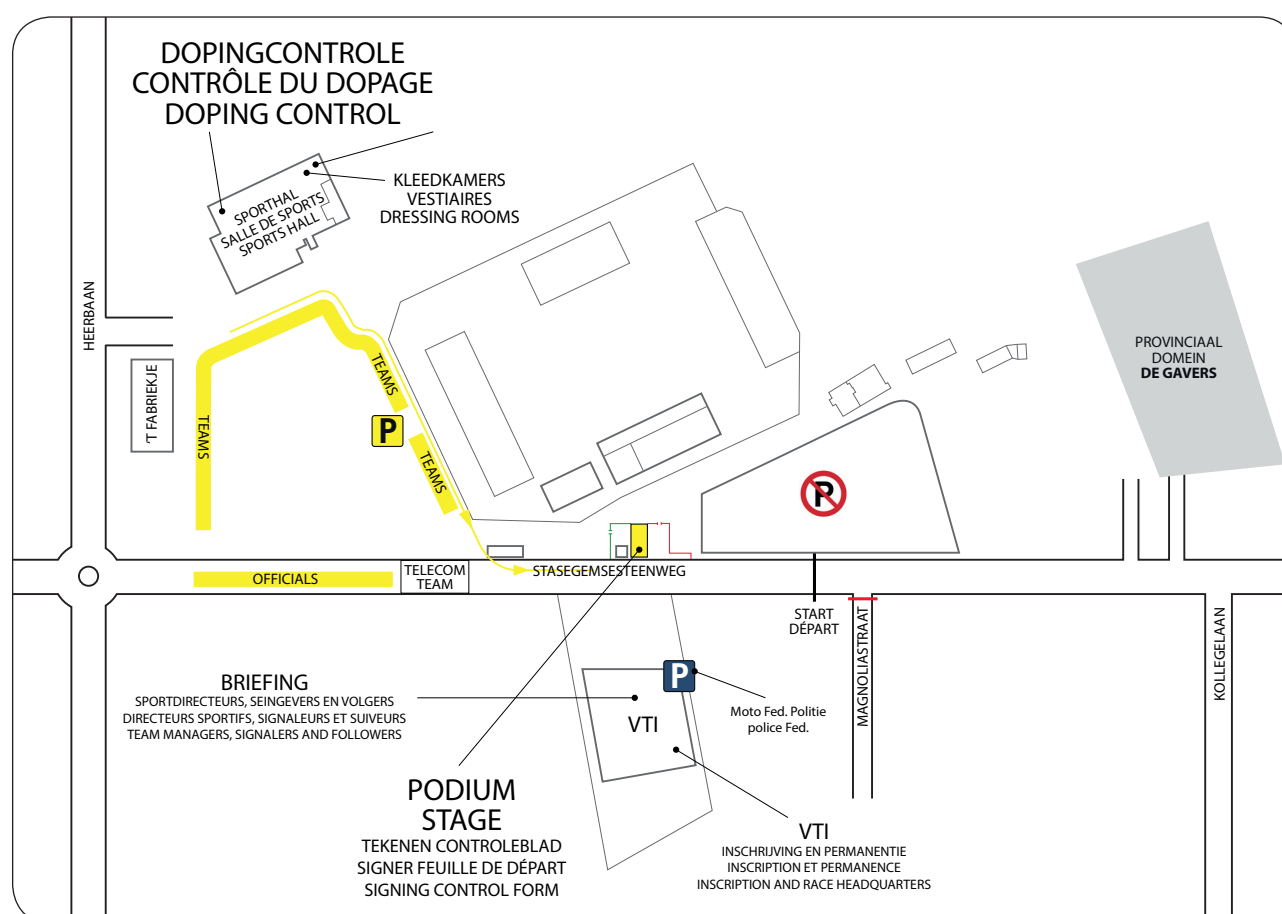 DOPINGCONTROLE
CONTRÔLE DU DOPAGE
DOPING CONTROL
KLEEDKAMERS
VESTIAIRES
DRESSING ROOMS
SPORTHAL
SALLE DE SPORTS
SPORTS HALL
HEERBAAN
'T FABRIEKJE
TEAMS
TEAMS
P
TEAMS
PROVINCIAAL
DOMEIN
DE GAVERS
P
OFFICIALS
TELECOM
TEAM
STASEGEMSESTEENWEG
START
DÉPART
MAGNOLIASTRAAT
KOLLEGELAAN
BRIEFING
SPORTDIRECTEURS, SEINGEVERS EN VOLGERS
DIRECTEURS SPORTIFS, SIGNALEURS ET SUIVEURS
TEAM MANAGERS, SIGNALERS AND FOLLOWERS
P
VTI
Moto Fed. Politie
police Fed.
PODIUM
STAGE
TEKENEN CONTROLEBLAD
SIGNER FEUILLE DE DÉPART
SIGNING CONTROL FORM
VTI
INSCHRIJVING EN PERMANENTIE
INSCRIPTION ET PERMANENCE
INSCRIPTION AND RACE HEADQUARTERS